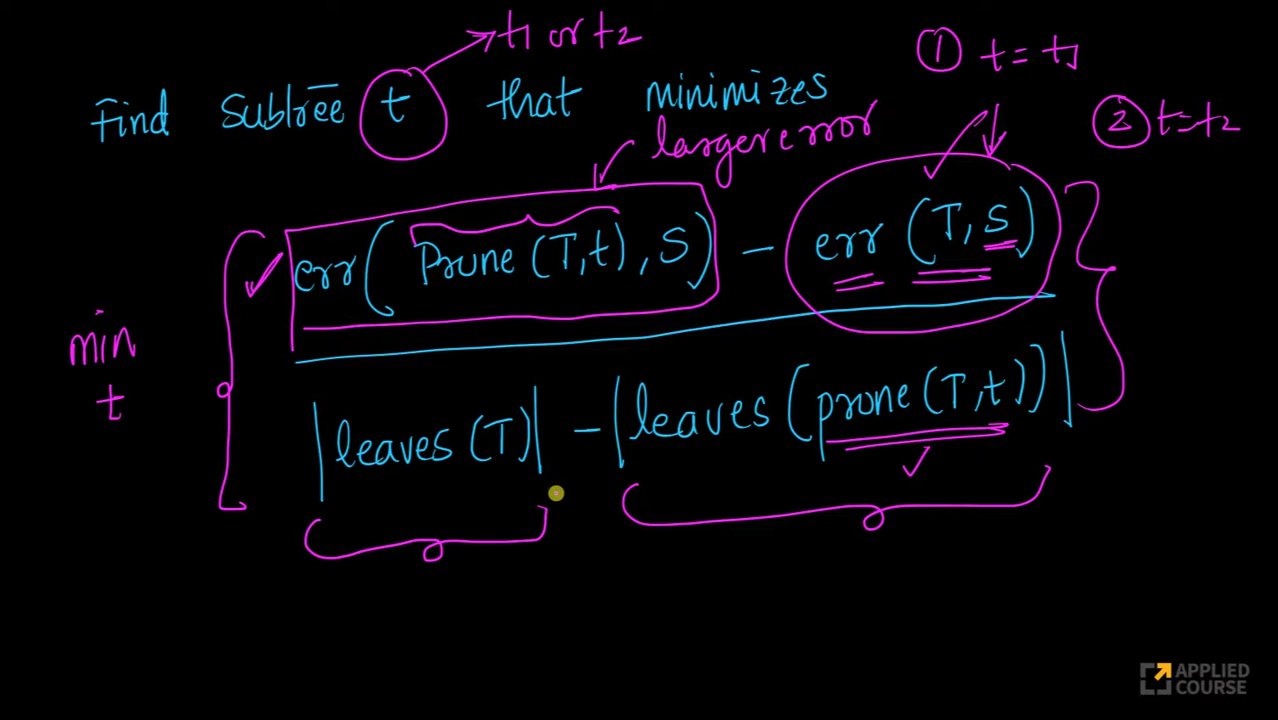 t1 or t2
① t = t1
Find Subtree t that minimizes
② t=t2
larger error
err(Prune(T,t),S) - err(T,S)
min
t
|leaves(T)| - |leaves(prune(T,t))|
APPLIED
COURSE